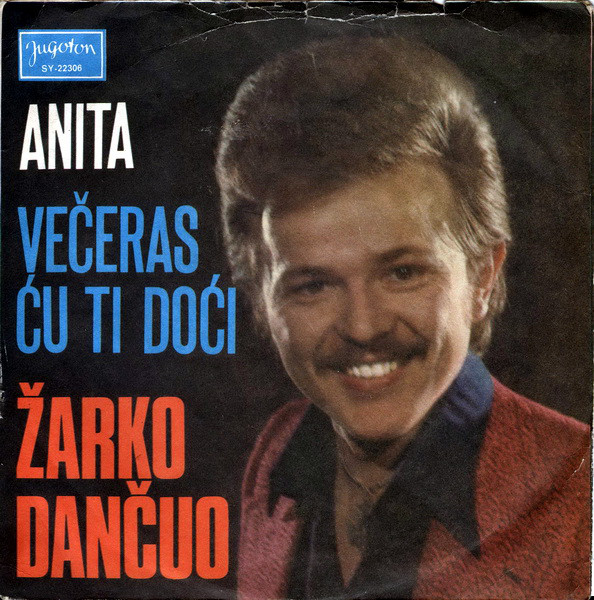 Jugoton
SY-22306
ANITA
VEČERAS
ĆU TI DOĆI
ŽARKO
DANČUO